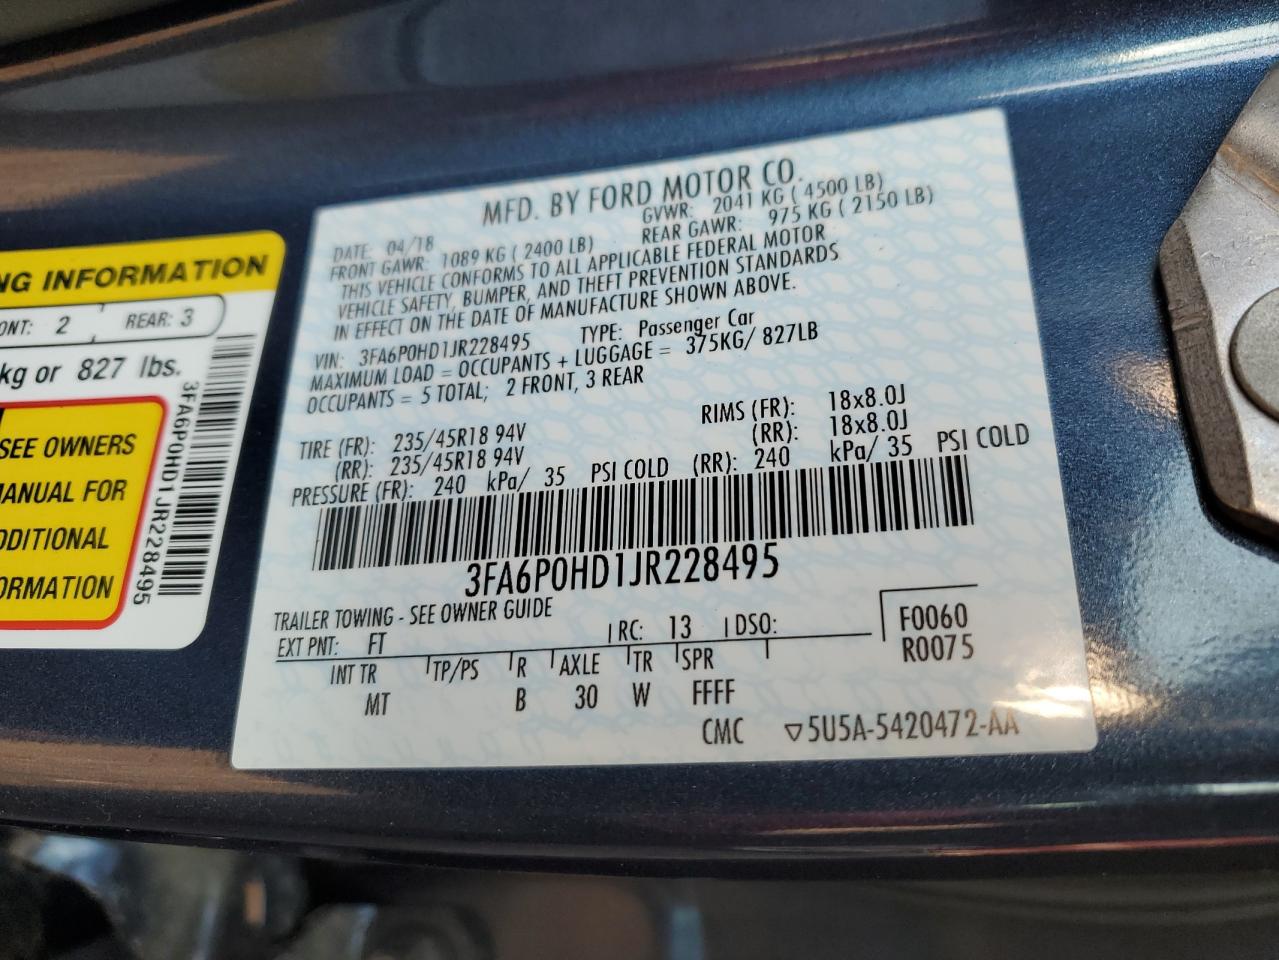 NG INFORMATION
ONT: 2 REAR: 3
kg or 827 lbs.
SEE OWNERS
MANUAL FOR
DDITIONAL
ORMATION
3FA6P0HD1JR228495
MFD. BY FORD MOTOR CO.
DATE: 04/18 GVWR: 2041 KG ( 4500 LB)
FRONT GAWR: 1089 KG ( 2400 LB) REAR GAWR: 975 KG ( 2150 LB)
THIS VEHICLE CONFORMS TO ALL APPLICABLE FEDERAL MOTOR
VEHICLE SAFETY, BUMPER, AND THEFT PREVENTION STANDARDS
IN EFFECT ON THE DATE OF MANUFACTURE SHOWN ABOVE.
VIN: 3FA6P0HD1JR228495 TYPE: Passenger Car
MAXIMUM LOAD = OCCUPANTS + LUGGAGE = 375KG/ 827LB
OCCUPANTS = 5 TOTAL; 2 FRONT, 3 REAR
TIRE (FR): 235/45R18 94V RIMS (FR): 18x8.0J
(RR): 235/45R18 94V (RR): 18x8.0J
PRESSURE (FR): 240 kPa/ 35 PSI COLD (RR): 240 kPa/ 35 PSI COLD
3FA6P0HD1JR228495
TRAILER TOWING - SEE OWNER GUIDE
EXT PNT: FT RC: 13 DSO: F0060
R0075
INT TR TP/PS R AXLE TR SPR
MT B 30 W FFFF
CMC ▽5U5A-5420472-AA